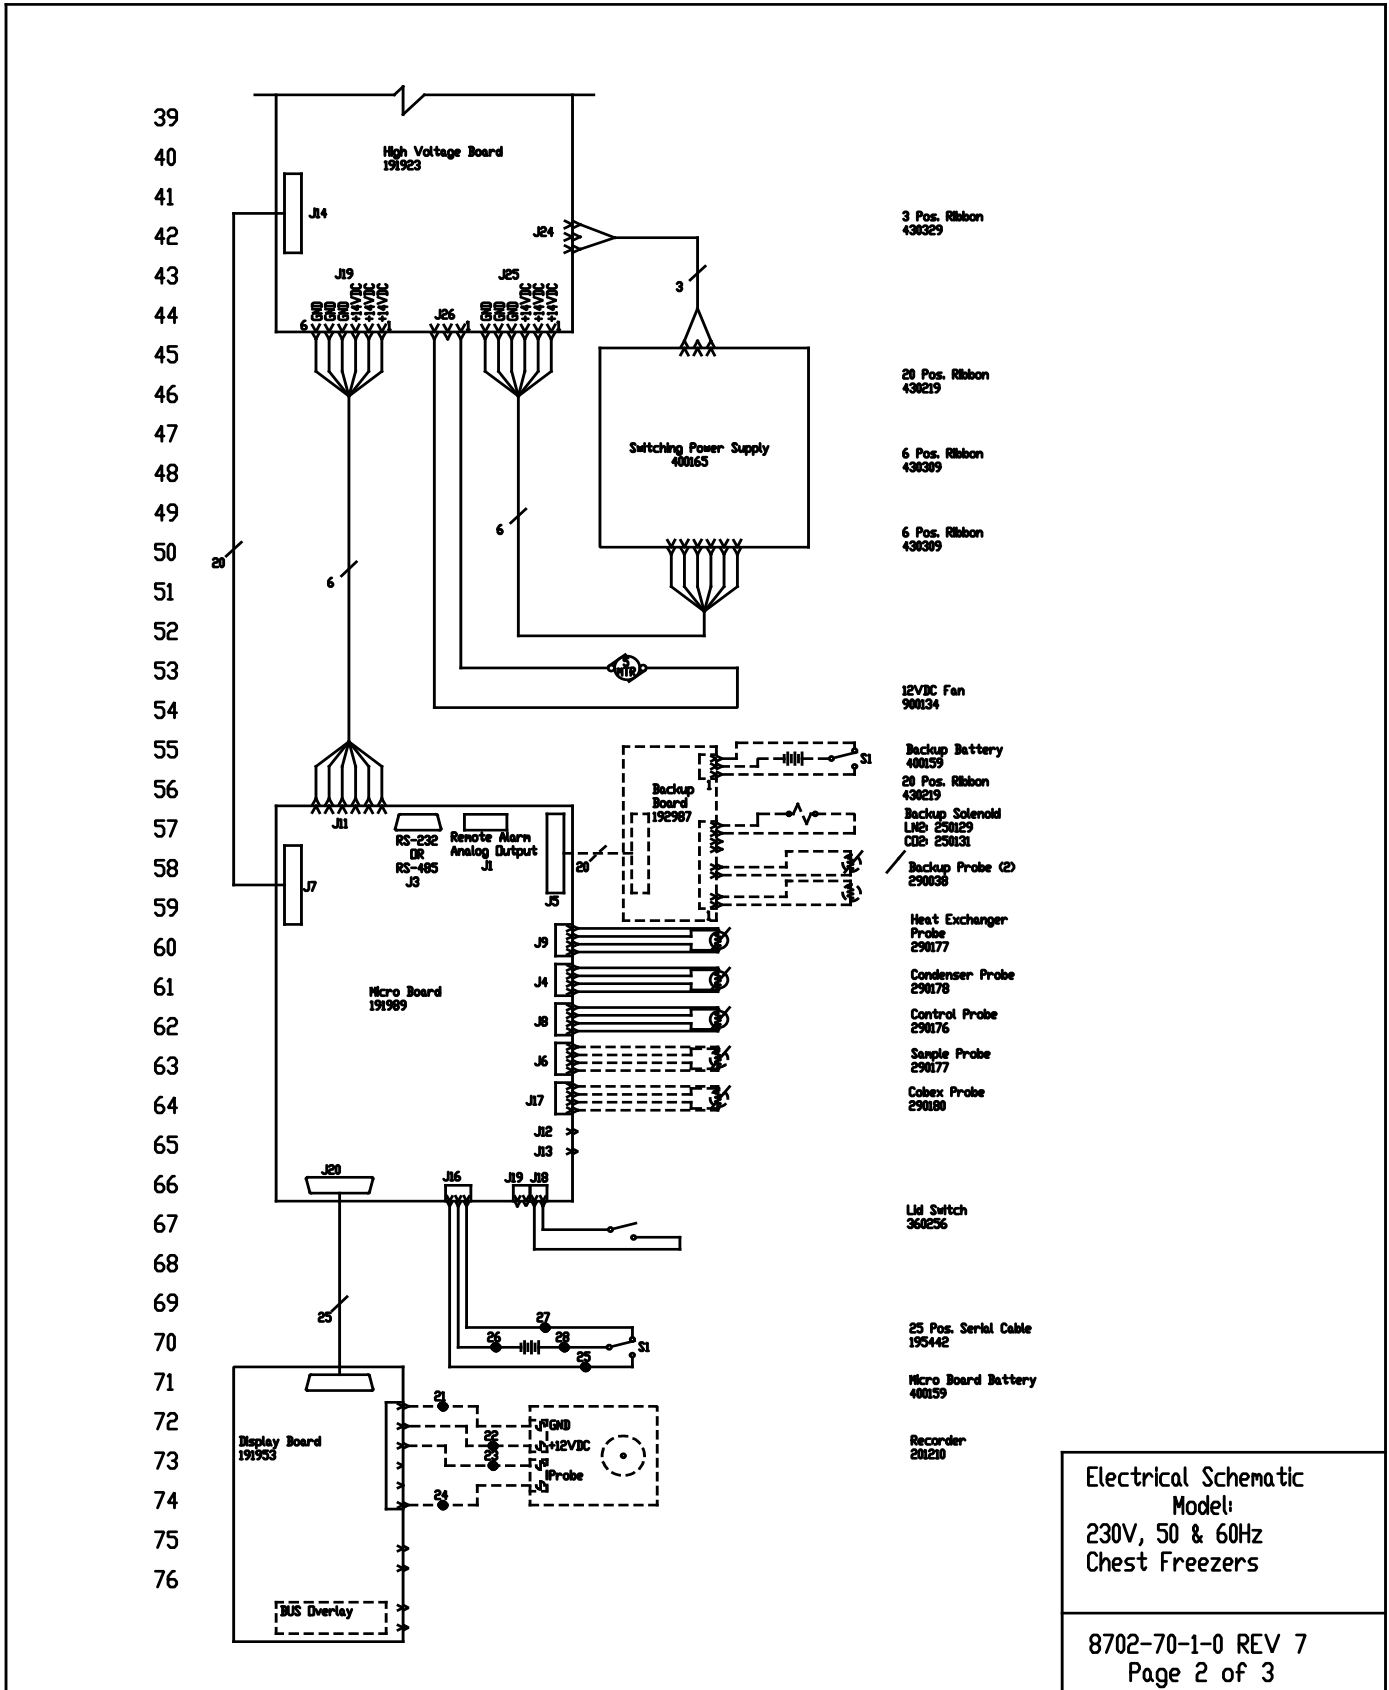 39
High Voltage Board
191923
40
41
J14
3 Pos. Ribbon
430329
42
J24
43
J19
J25
3
GND
GND
GND
+14VDC
+14VDC
+14VDC
GND
GND
GND
+14VDC
+14VDC
+14VDC
44
6
1
J26
1
1
45
20 Pos. Ribbon
430219
46
47
Switching Power Supply
400165
6 Pos. Ribbon
430309
48
49
6
6 Pos. Ribbon
430309
50
20
6
51
52
53
5
MTR
12VDC Fan
900134
54
55
S1
Backup Battery
400159
56
Backup
Board
192987
1
20 Pos. Ribbon
430219
57
J11
Backup Solenoid
LN2: 250129
CO2: 250131
RS-232
OR
RS-485
J3
Remote Alarm
Analog Output
J1
58
20
Backup Probe (2)
290038
J7
59
J5
1
Heat Exchanger
Probe
290177
60
J9
61
J4
Condenser Probe
290178
Micro Board
191989
62
J8
Control Probe
290176
63
J6
Sample Probe
290177
64
J17
Cobex Probe
290180
65
J12
J13
66
J20
J16
J19
J18
67
Lid Switch
360256
68
69
25
27
25 Pos. Serial Cable
195442
70
26
28
S1
25
71
Micro Board Battery
400159
21
72
GND
Display Board
191953
22
+12VDC
Recorder
201210
73
23
Probe
74
24
75
76
BUS Overlay
Electrical Schematic
Model:
230V, 50 & 60Hz
Chest Freezers
8702-70-1-0 REV 7
Page 2 of 3